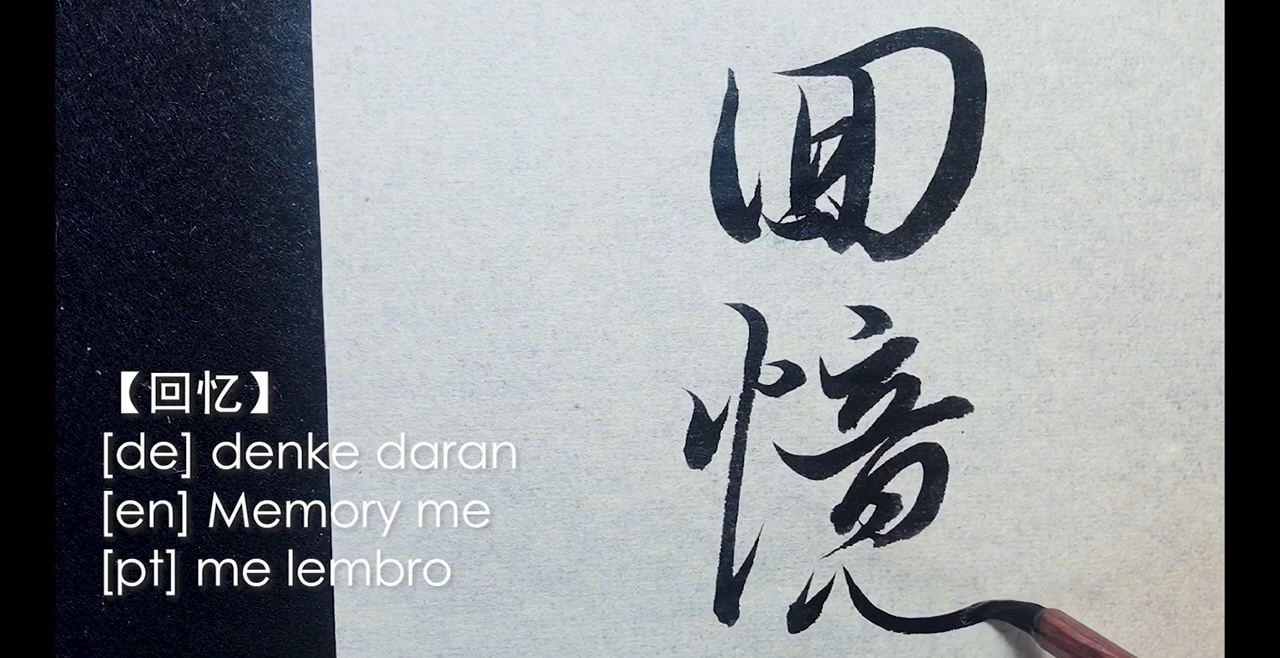 回憶
【回忆】
[de] denke daran
[en] Memory me
[pt] me lembro